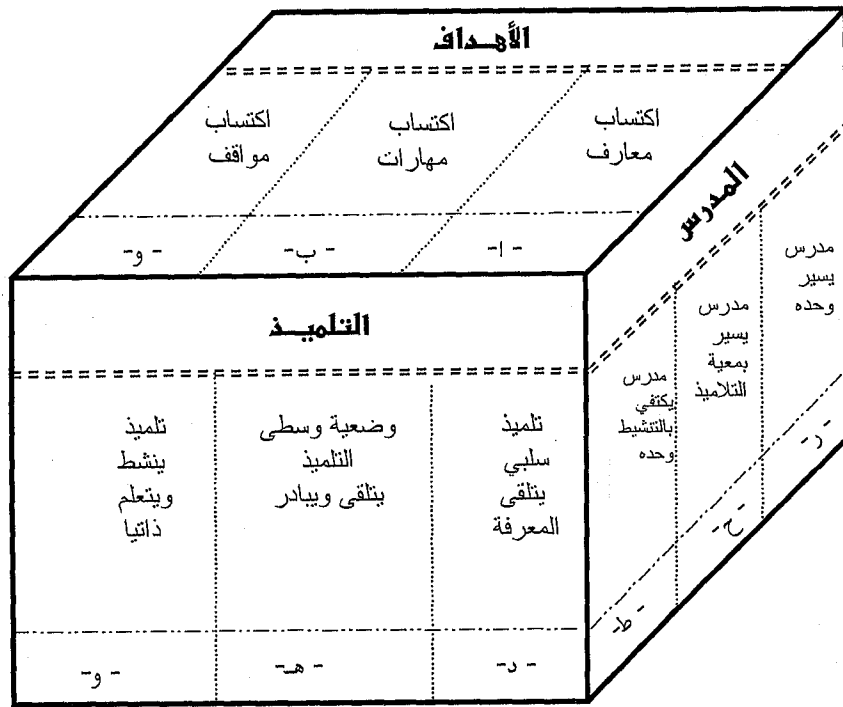 الأهداف
اكتساب
معارف
اكتساب
مهارات
اكتساب
مواقف
- ا-
- ب-
- و-
التلميذ
تلميذ
سلبي
يتلقى
المعرفة
وضعية وسطى
التلميذ
يتلقى ويبادر
تلميذ
ينشط
ويتعلم
ذاتيا
- د-
- هـ-
- و-
المدرس
مدرس
يسير
وحده
مدرس
يسير
بمعية
التلاميذ
مدرس
يكتفي
بالتنشيط
وحده
- ر-
- ح-
- ط-